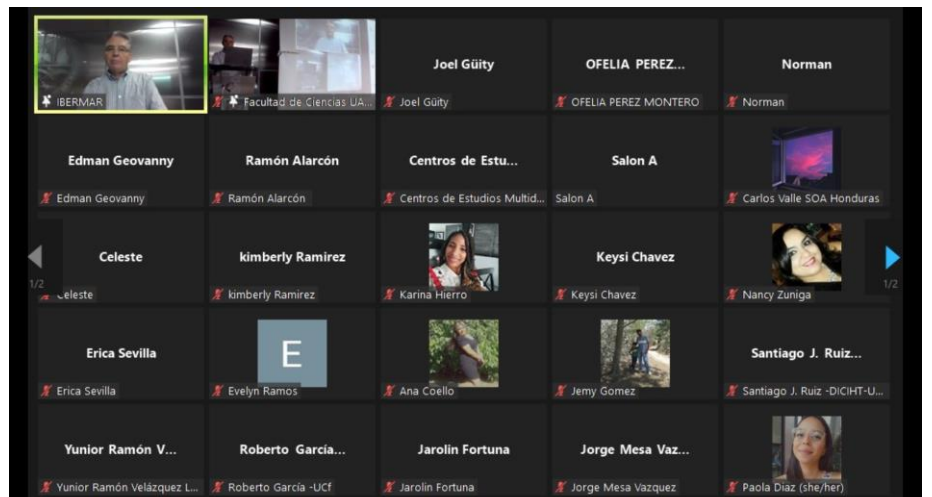 IBERMAR
Facultad de Ciencias UA...
Joel Güity
Joel Güity
OFELIA PEREZ...
OFELIA PEREZ MONTERO
Norman
Norman
Edman Geovanny
Edman Geovanny
Ramón Alarcón
Ramón Alarcón
Centros de Estu...
Centros de Estudios Multid...
Salon A
Salon A
Carlos Valle SOA Honduras
1/2
Celeste
Celeste
kimberly Ramirez
kimberly Ramirez
Karina Hierro
Keysi Chavez
Keysi Chavez
Nancy Zuniga
1/2
Erica Sevilla
Erica Sevilla
E
Evelyn Ramos
Ana Coello
Jemy Gomez
Santiago J. Ruiz...
Santiago J. Ruiz -DICIHT-U...
Yunior Ramón V...
Yunior Ramón Velázquez L...
Roberto García...
Roberto García -UCf
Jarolin Fortuna
Jarolin Fortuna
Jorge Mesa Vaz...
Jorge Mesa Vazquez
Paola Diaz (she/her)